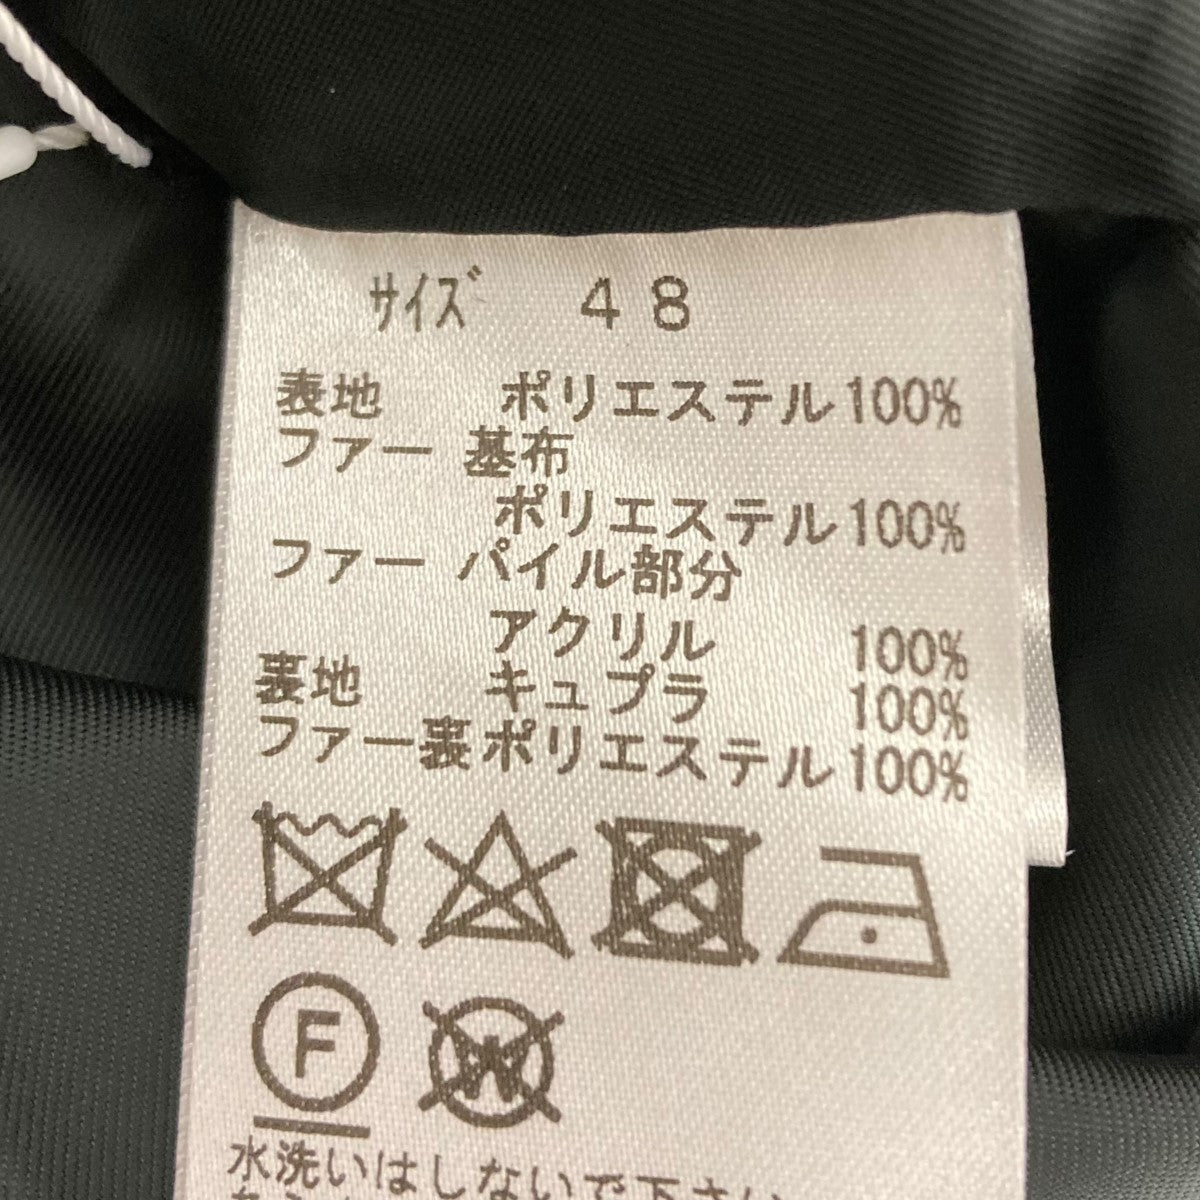 サイズ 48
表地 ポリエステル100%
ファー 基布
ポリエステル100%
ファー パイル部分
アクリル 100%
裏地 キュプラ 100%
ファー裏ポリエステル100%
F W
水洗いはしないで下さい